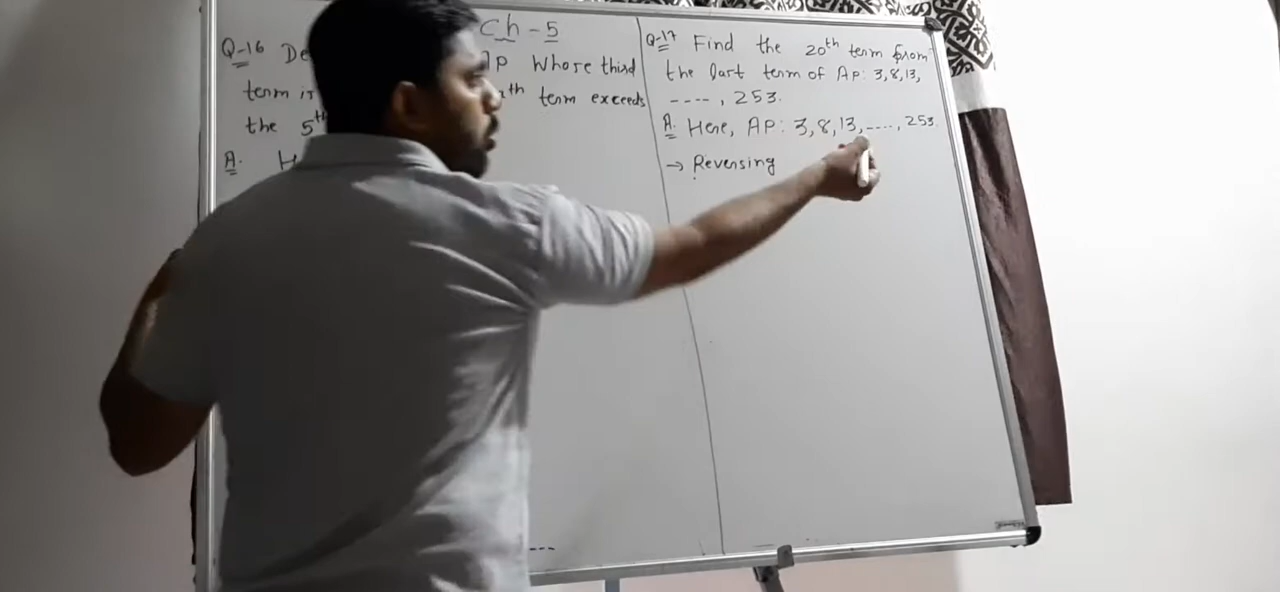 Ch-5
Q-16 De
AP Whose third
term is
th term exceeds
the 5th
A. H
Q-17 Find the 20th term from
the last term of AP: 3,8,13,
----, 253.
A. Here, AP: 3,8,13,----, 253.
→ Reversing